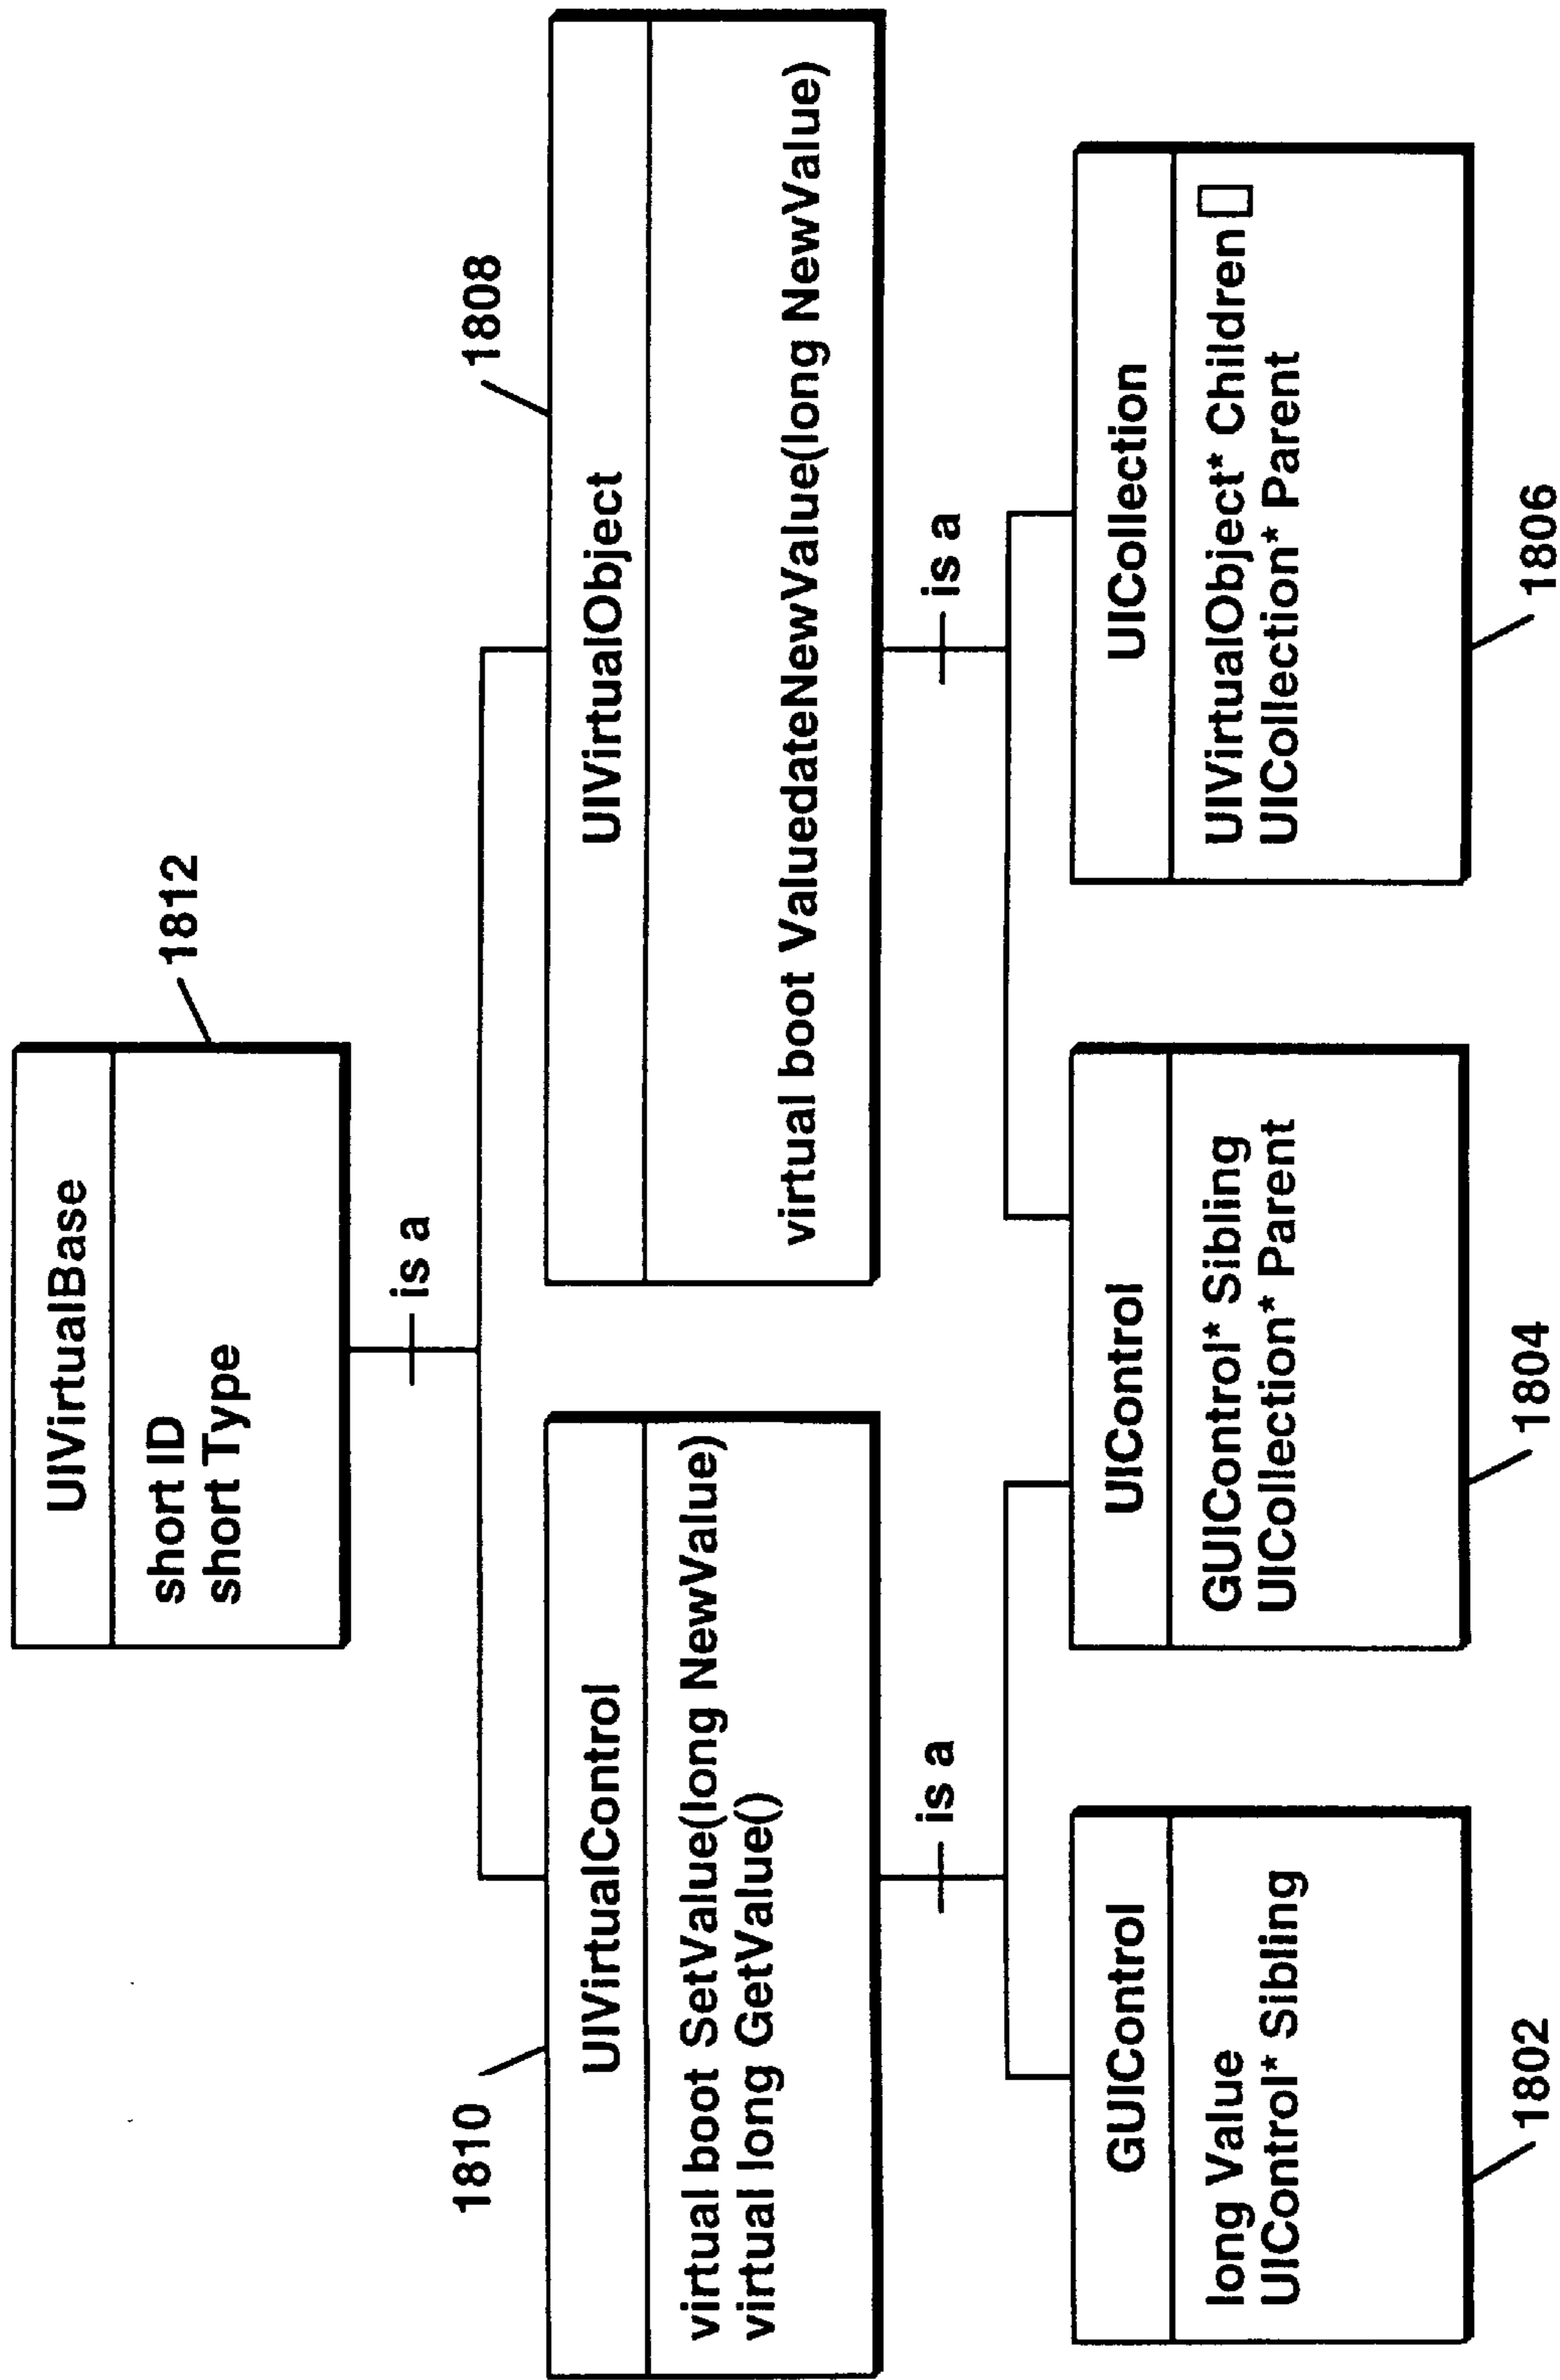 UIVirtualBase
short ID
short Type
1812
is a
1810
UIVirtualControl
virtual boot SetValue(long NewValue)
virtual long GetValue()
1808
UIVirtualObject
virtual boot ValuedateNewValue(long NewValue)
is a
is a
GUIControl
long Value
UIControl* Sibling
1802
UIControl
GUIControl* Sibling
UICollection* Parent
1804
UICollection
UIVirtualObject* Children[]
UICollection* Parent
1806